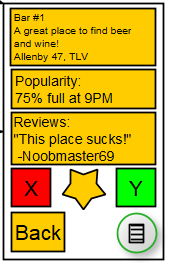 Bar #1
A great place to find beer
and wine!
Allenby 47, TLV
Popularity:
75% full at 9PM
Reviews:
"This place sucks!"
-Noobmaster69
X Y
Back